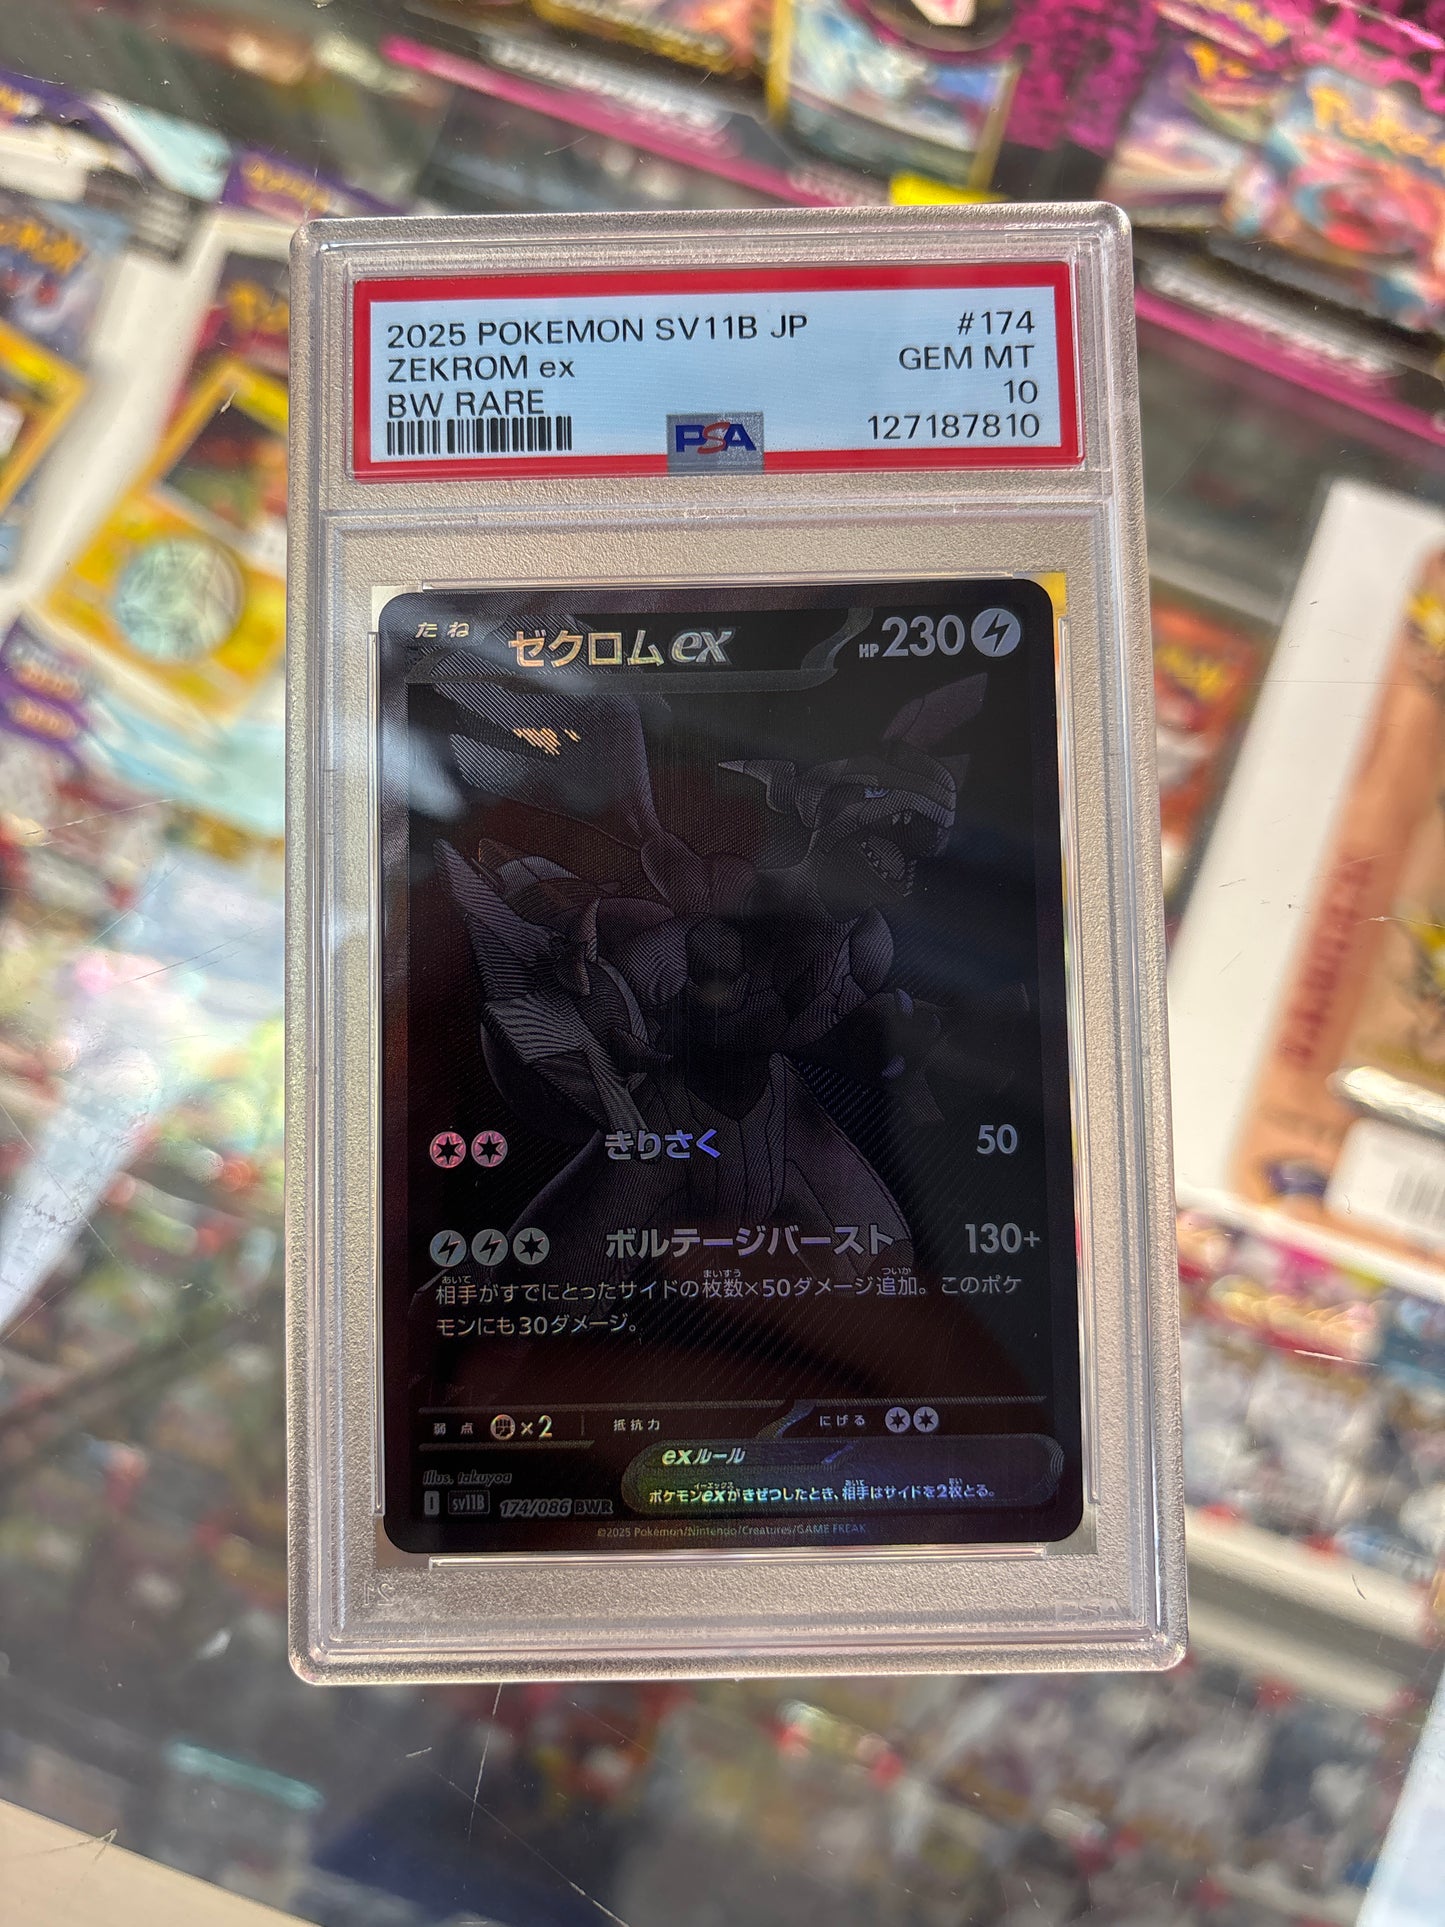 2025 POKEMON SV11B JP
#174
ZEKROM ex
GEM MT
BW RARE
10
PSA
127187810
たね
ゼクロムex
HP230
きりさく
50
ボルテージバースト
130+
相手がすでにとったサイドの枚数×50ダメージ追加。このポケ
モンにも30ダメージ。
弱点
×2
抵抗力
にげる
exルール
ポケモンexがきぜつしたとき、相手はサイドを2枚とる。
Illus. takuyoa
I
sv11B
174/086 BWR
©2025 Pokémon/Nintendo/Creatures/GAME FREAK